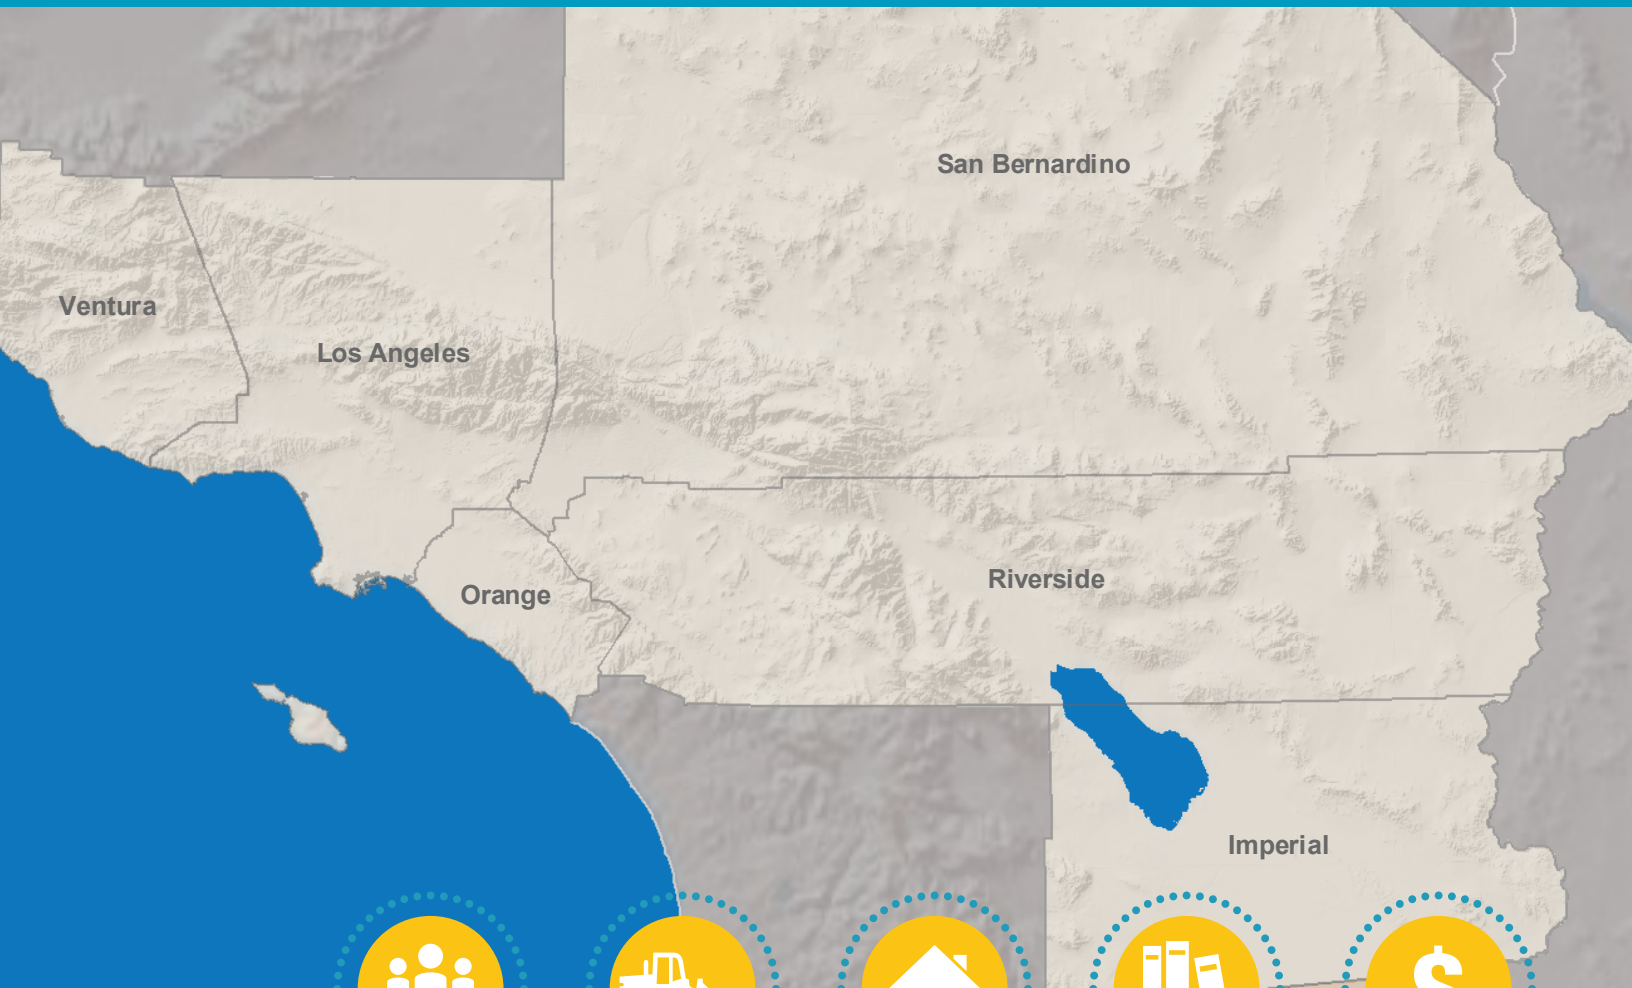 San Bernardino
Ventura
Los Angeles
Riverside
Orange
Imperial
$